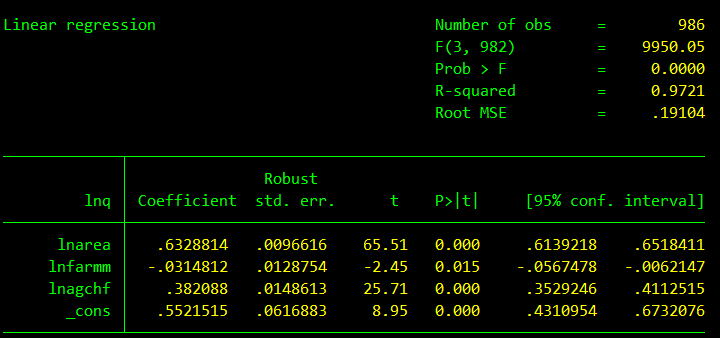 Linear regression Number of obs = 986
F(3, 982) = 9950.05
Prob > F = 0.0000
R-squared = 0.9721
Root MSE = .19104
Robust
lnq Coefficient std. err. t P>|t| [95% conf. interval]
lnarea .6328814 .0096616 65.51 0.000 .6139218 .6518411
lnfarmm -.0314812 .0128754 -2.45 0.015 -.0567478 -.0062147
lnagchf .382088 .0148613 25.71 0.000 .3529246 .4112515
_cons .5521515 .0616883 8.95 0.000 .4310954 .6732076